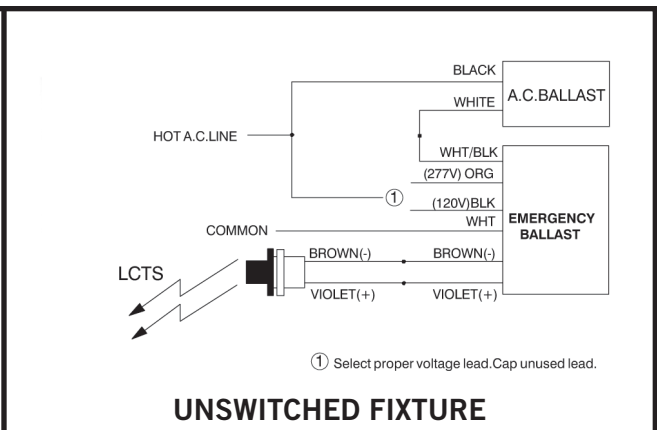 BLACK
A.C.BALLAST
WHITE
HOT A.C.LINE
WHT/BLK
(277V) ORG
①
(120V)BLK
WHT
EMERGENCY
BALLAST
COMMON
BROWN(-)
BROWN(-)
LCTS
VIOLET(+)
VIOLET(+)
① Select proper voltage lead.Cap unused lead.
UNSWITCHED FIXTURE